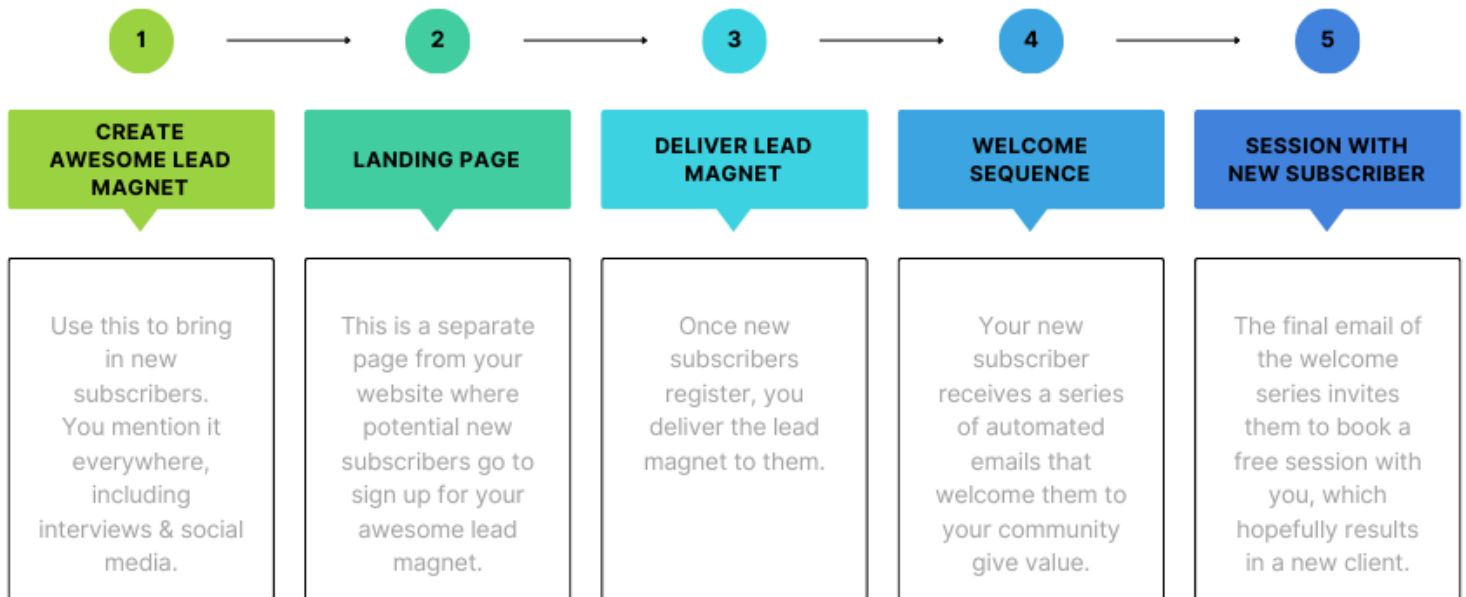 1
2
3
4
5
CREATE
AWESOME LEAD
MAGNET
LANDING PAGE
DELIVER LEAD
MAGNET
WELCOME
SEQUENCE
SESSION WITH
NEW SUBSCRIBER
Use this to bring
in new
subscribers.
You mention it
everywhere,
including
interviews & social
media.
This is a separate
page from your
website where
potential new
subscribers go to
sign up for your
awesome lead
magnet.
Once new
subscribers
register, you
deliver the lead
magnet to them.
Your new
subscriber
receives a series
of automated
emails that
welcome them to
your community
give value.
The final email of
the welcome
series invites
them to book a
free session with
you, which
hopefully results
in a new client.